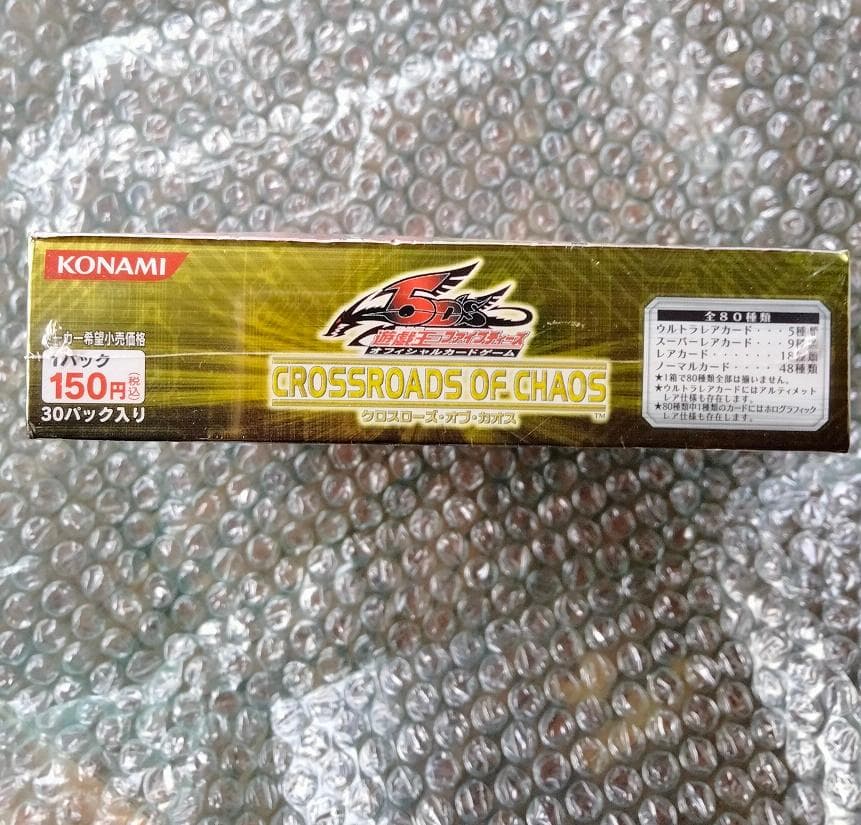 KONAMI
メーカー希望小売価格
1パック
150円(税込)
30パック入り
5D's
遊戯王ファイブディーズ
オフィシャルカードゲーム
CROSSROADS OF CHAOS
クロスローズ・オブ・カオス
TM
全80種類
ウルトラレアカード・・・5種類
スーパーレアカード・・・9種類
レアカード・・・・・・18種類
ノーマルカード・・・・48種類
★1箱で80種類全部は揃いません。
★ウルトラレアカードにはアルティメット
レア仕様も存在します。
★80種類中1種類のカードにはホログラフィック
レア仕様も存在します。